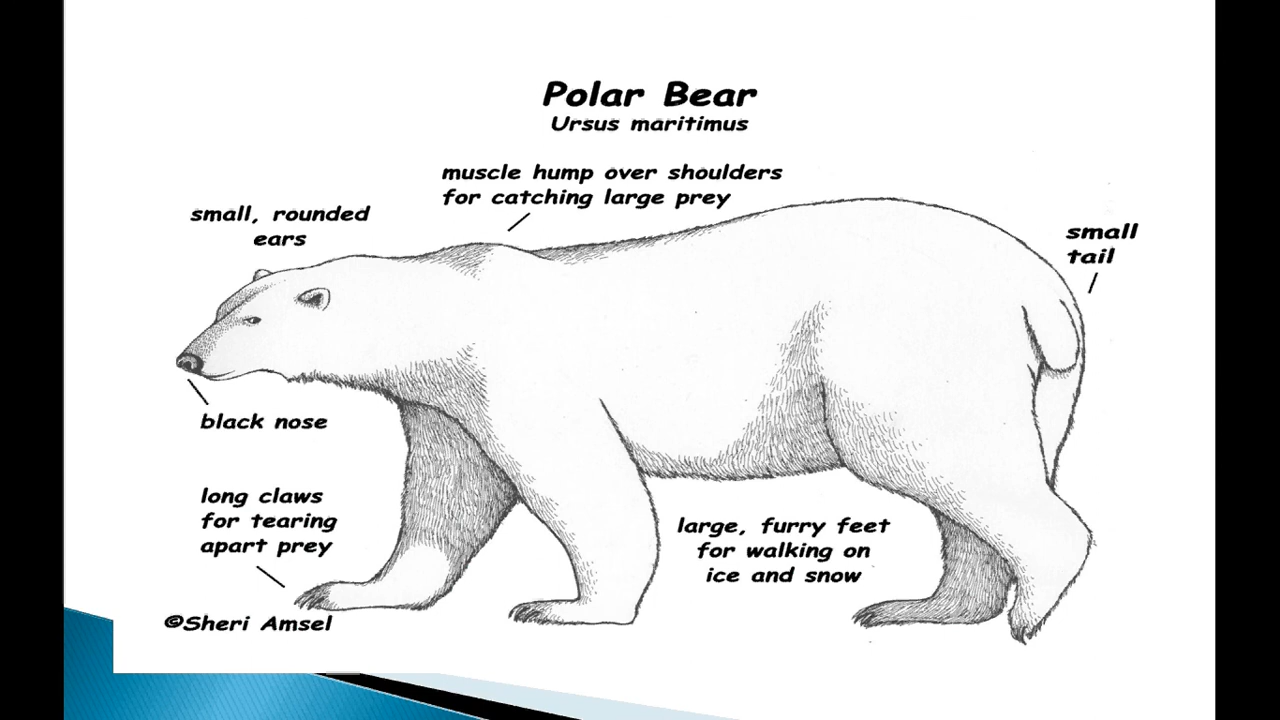 Polar Bear
Ursus maritimus
muscle hump over shoulders
for catching large prey
small, rounded
ears
small
tail
black nose
long claws
for tearing
apart prey
large, furry feet
for walking on
ice and snow
©Sheri Amsel